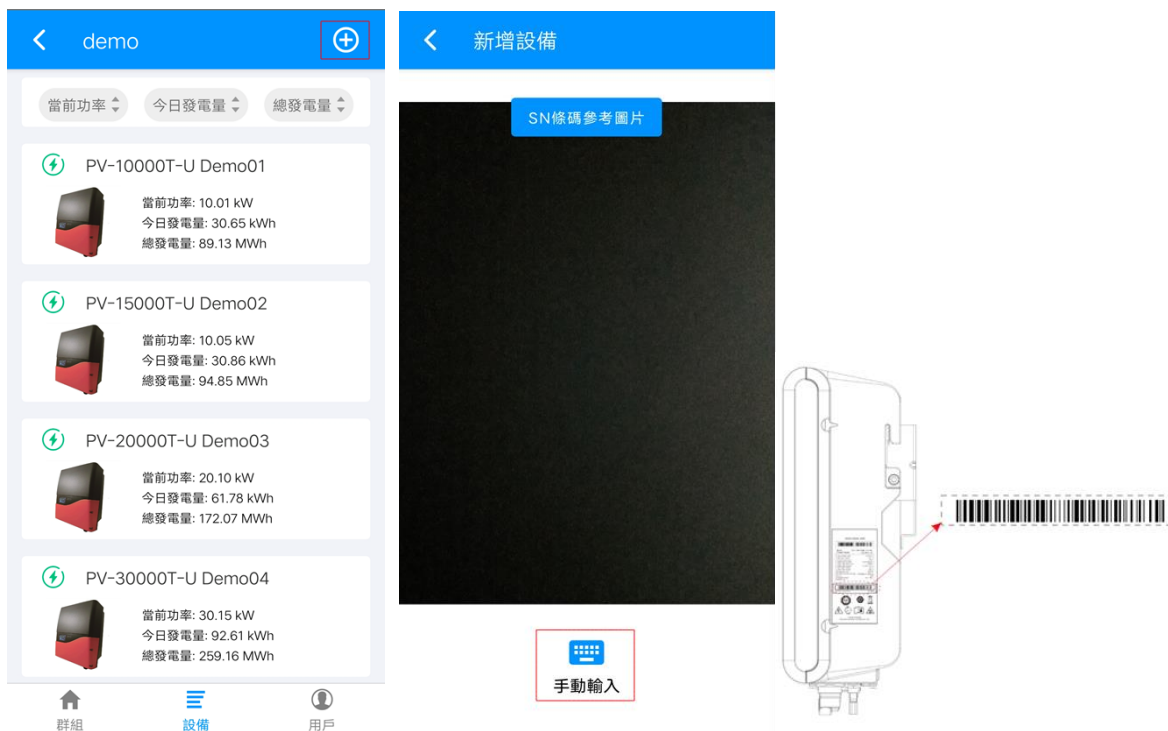 demo
當前功率
今日發電量
總發電量
PV-10000T-U Demo01
當前功率: 10.01 kW
今日發電量: 30.65 kWh
總發電量: 89.13 MWh
PV-15000T-U Demo02
當前功率: 10.05 kW
今日發電量: 30.86 kWh
總發電量: 94.85 MWh
PV-20000T-U Demo03
當前功率: 20.10 kW
今日發電量: 61.78 kWh
總發電量: 172.07 MWh
PV-30000T-U Demo04
當前功率: 30.15 kW
今日發電量: 92.61 kWh
總發電量: 259.16 MWh
群組
設備
用戶
新增設備
SN條碼參考圖片
手動輸入